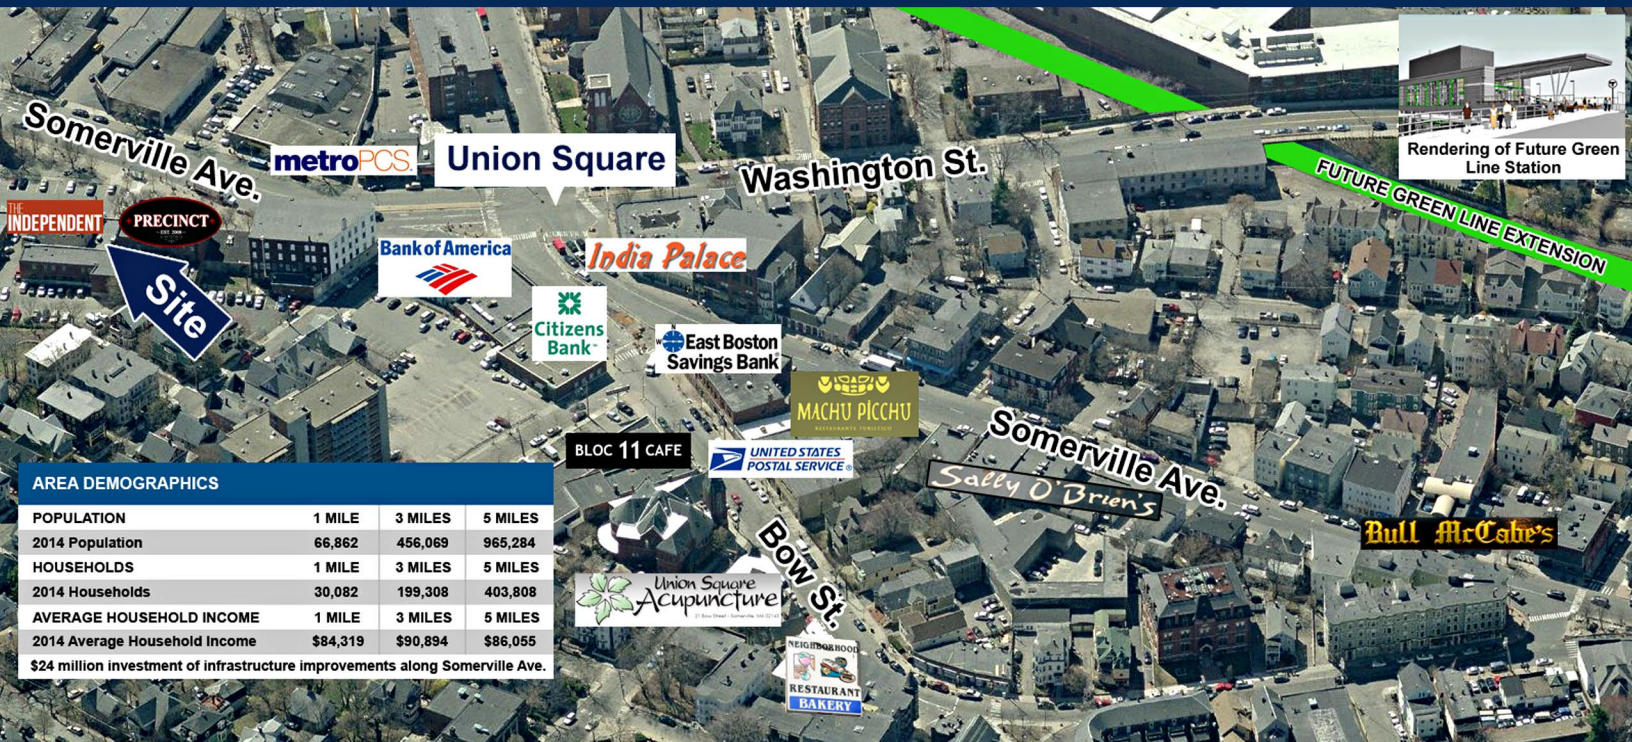 Somerville Ave.
metroPCS.
Union Square
Washington St.
Rendering of Future Green
Line Station
FUTURE GREEN LINE EXTENSION
THE
INDEPENDENT
PRECINCT
EST. 2008
Site
Bank of America
India Palace
Citizens
Bank
N
W
East Boston
Savings Bank
MACHU PICCHU
RESTAURANTE TURISTICO
BLOC 11 CAFE
UNITED STATES
POSTAL SERVICE®
Somerville Ave.
Sally O'Brien's
Bull McCabe's
Bow St.
Union Square
Acupuncture
NEIGHBORHOOD
RESTAURANT
BAKERY
AREA DEMOGRAPHICS
POPULATION 1 MILE 3 MILES 5 MILES
2014 Population 66,862 456,069 965,284
HOUSEHOLDS 1 MILE 3 MILES 5 MILES
2014 Households 30,082 199,308 403,808
AVERAGE HOUSEHOLD INCOME 1 MILE 3 MILES 5 MILES
2014 Average Household Income $84,319 $90,894 $86,055
$24 million investment of infrastructure improvements along Somerville Ave.